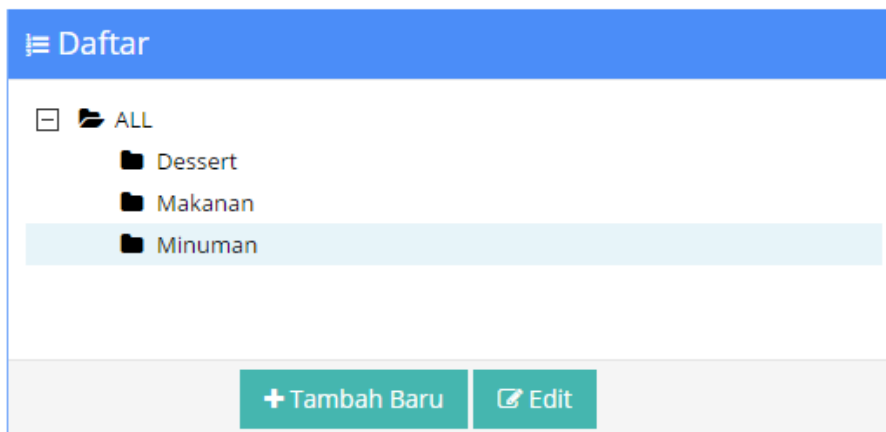 Daftar
ALL
Dessert
Makanan
Minuman
Tambah Baru
Edit